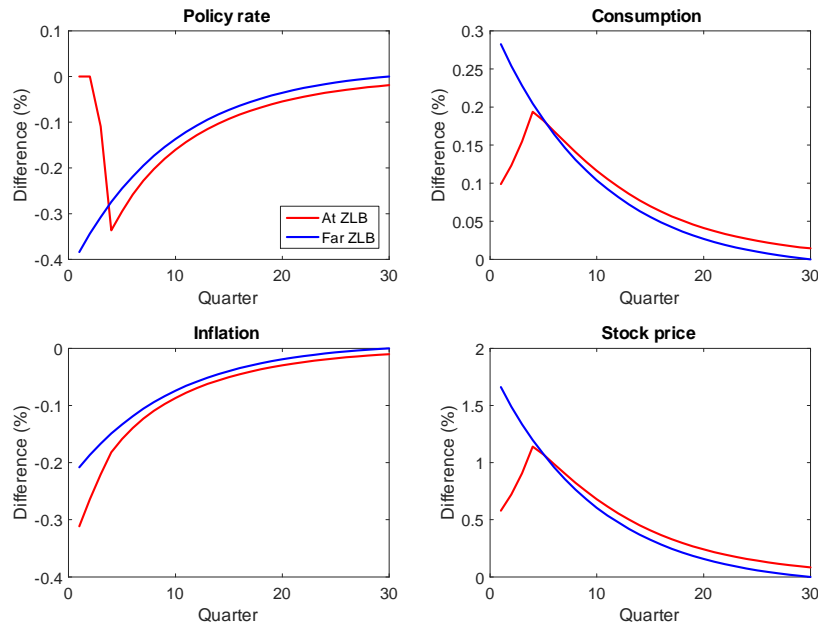 Policy rate
0.1
0
-0.1
-0.2
-0.3
-0.4
Difference (%)
0
10
20
30
Quarter
At ZLB
Far ZLB
Consumption
0.3
0.25
0.2
0.15
0.1
0.05
0
Difference (%)
0
10
20
30
Quarter
Inflation
0
-0.1
-0.2
-0.3
-0.4
Difference (%)
0
10
20
30
Quarter
Stock price
2
1.5
1
0.5
0
Difference (%)
0
10
20
30
Quarter